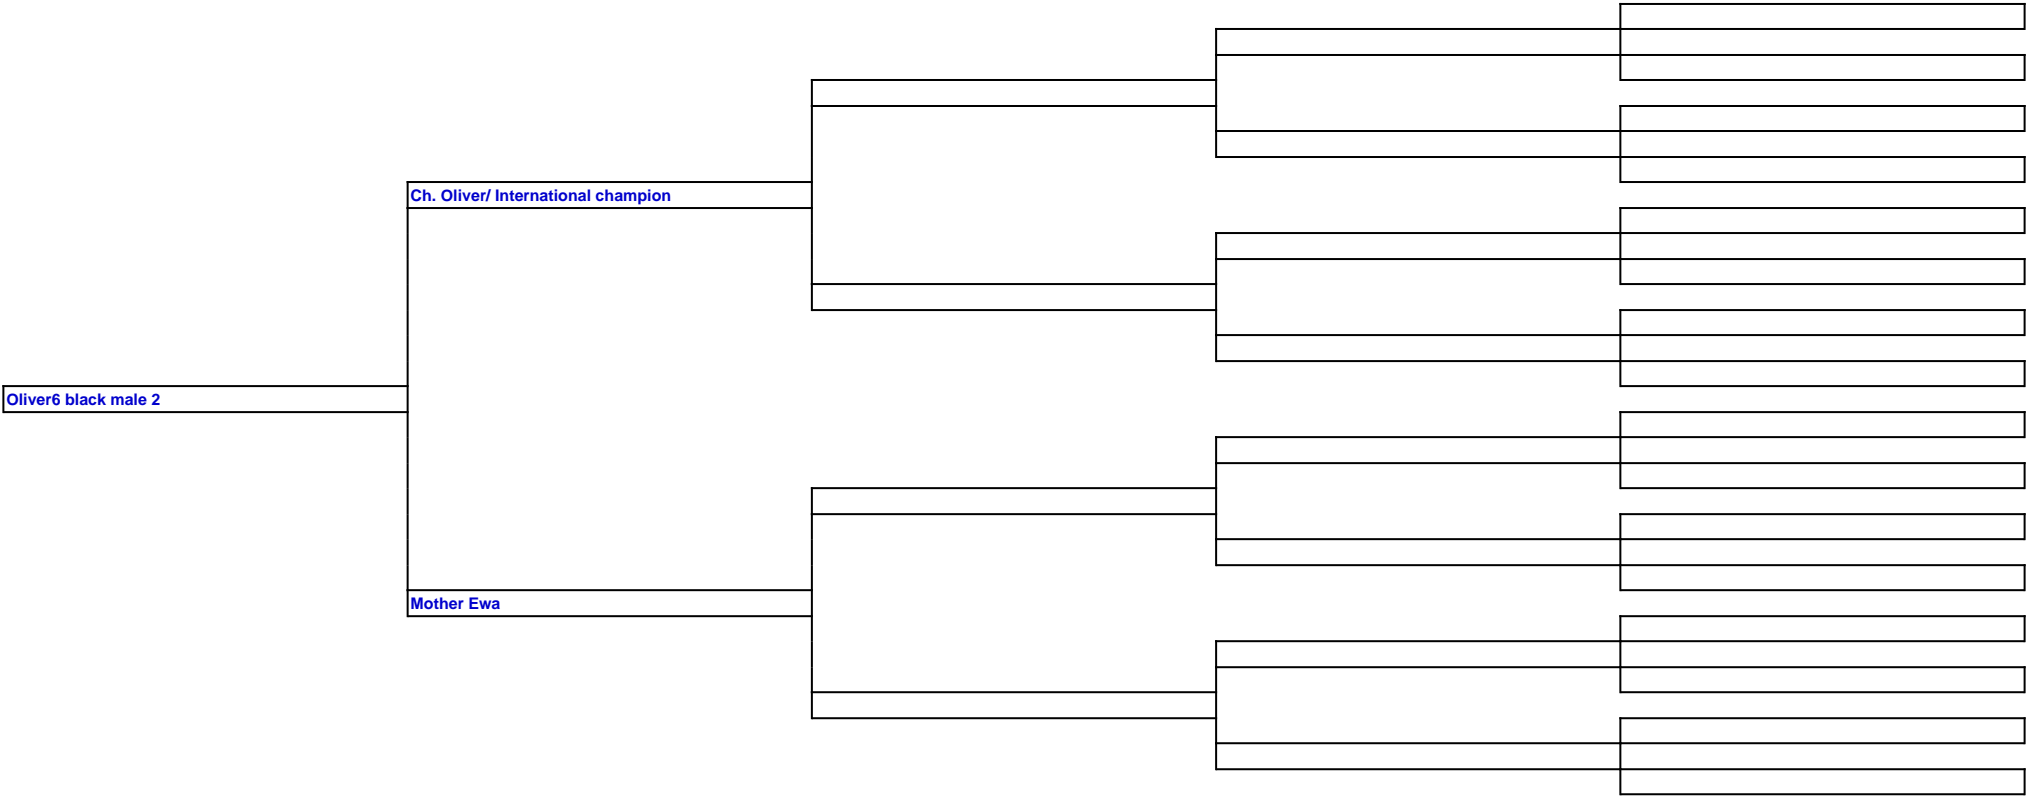 Ch. Oliver/ International champion
Oliver6 black male 2
Mother Ewa